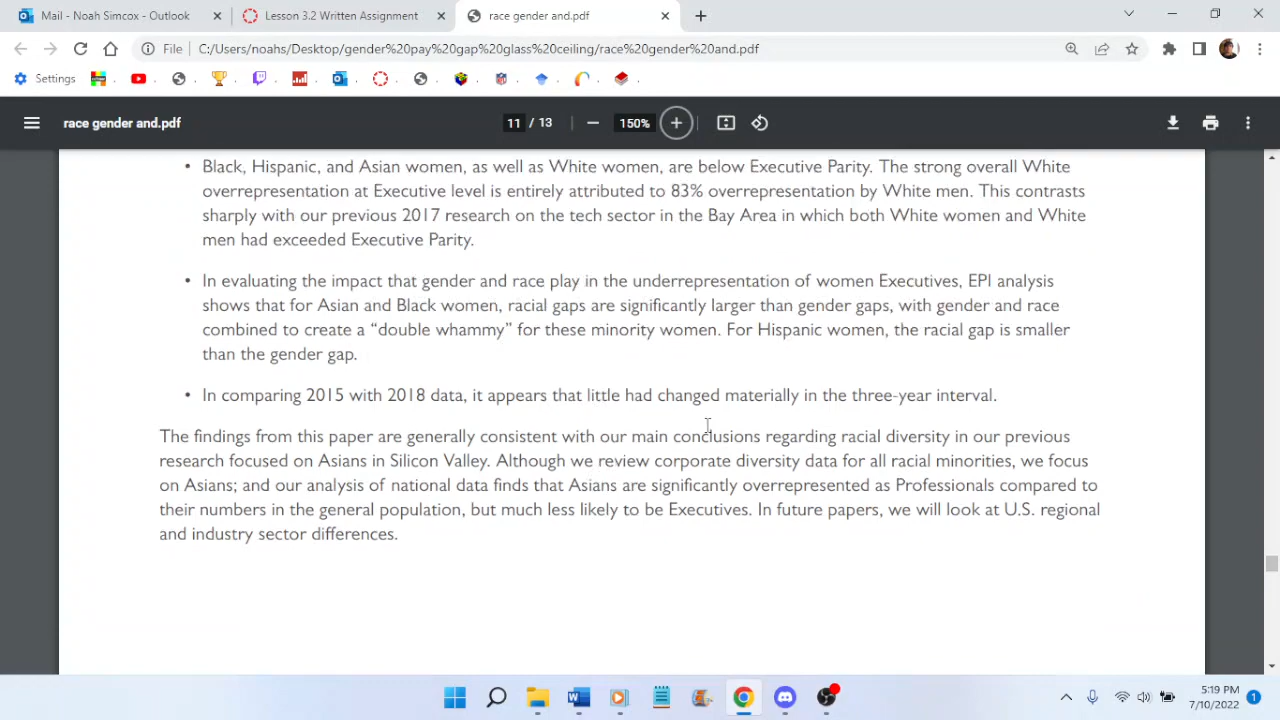 Mail - Noah Simcox - Outlook
Lesson 3.2 Written Assignment
race gender and.pdf
File
C:/Users/noahs/Desktop/gender%20pay%20gap%20glass%20ceiling/race%20gender%20and.pdf
Settings
race gender and.pdf
11 / 13
150%
• Black, Hispanic, and Asian women, as well as White women, are below Executive Parity. The strong overall White
overrepresentation at Executive level is entirely attributed to 83% overrepresentation by White men. This contrasts
sharply with our previous 2017 research on the tech sector in the Bay Area in which both White women and White
men had exceeded Executive Parity.
• In evaluating the impact that gender and race play in the underrepresentation of women Executives, EPI analysis
shows that for Asian and Black women, racial gaps are significantly larger than gender gaps, with gender and race
combined to create a “double whammy” for these minority women. For Hispanic women, the racial gap is smaller
than the gender gap.
• In comparing 2015 with 2018 data, it appears that little had changed materially in the three-year interval.
The findings from this paper are generally consistent with our main conclusions regarding racial diversity in our previous
research focused on Asians in Silicon Valley. Although we review corporate diversity data for all racial minorities, we focus
on Asians; and our analysis of national data finds that Asians are significantly overrepresented as Professionals compared to
their numbers in the general population, but much less likely to be Executives. In future papers, we will look at U.S. regional
and industry sector differences.
5:19 PM
7/10/2022
1